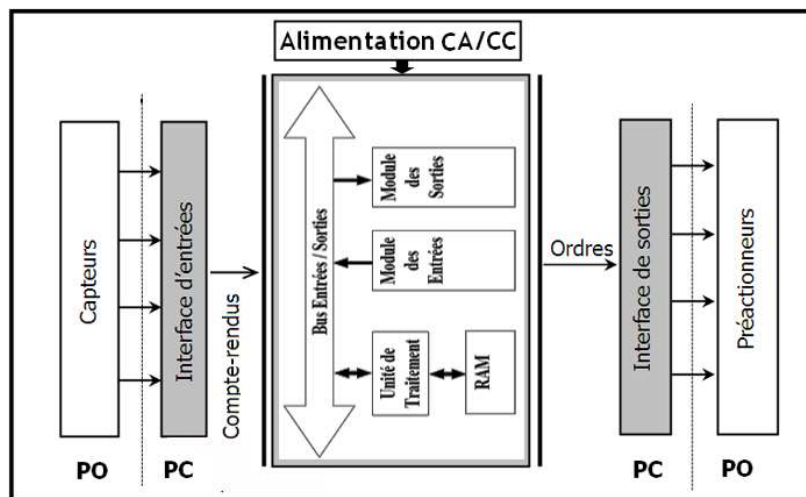 Alimentation CA/CC
Capteurs
Interface d'entrées
Compte-rendus
Bus Entrées / Sorties
Module
des
Sorties
Module
des
Entrées
Unité de
Traitement
RAM
Ordres
Interface de sorties
Préactionneurs
PO
PC
PC
PO